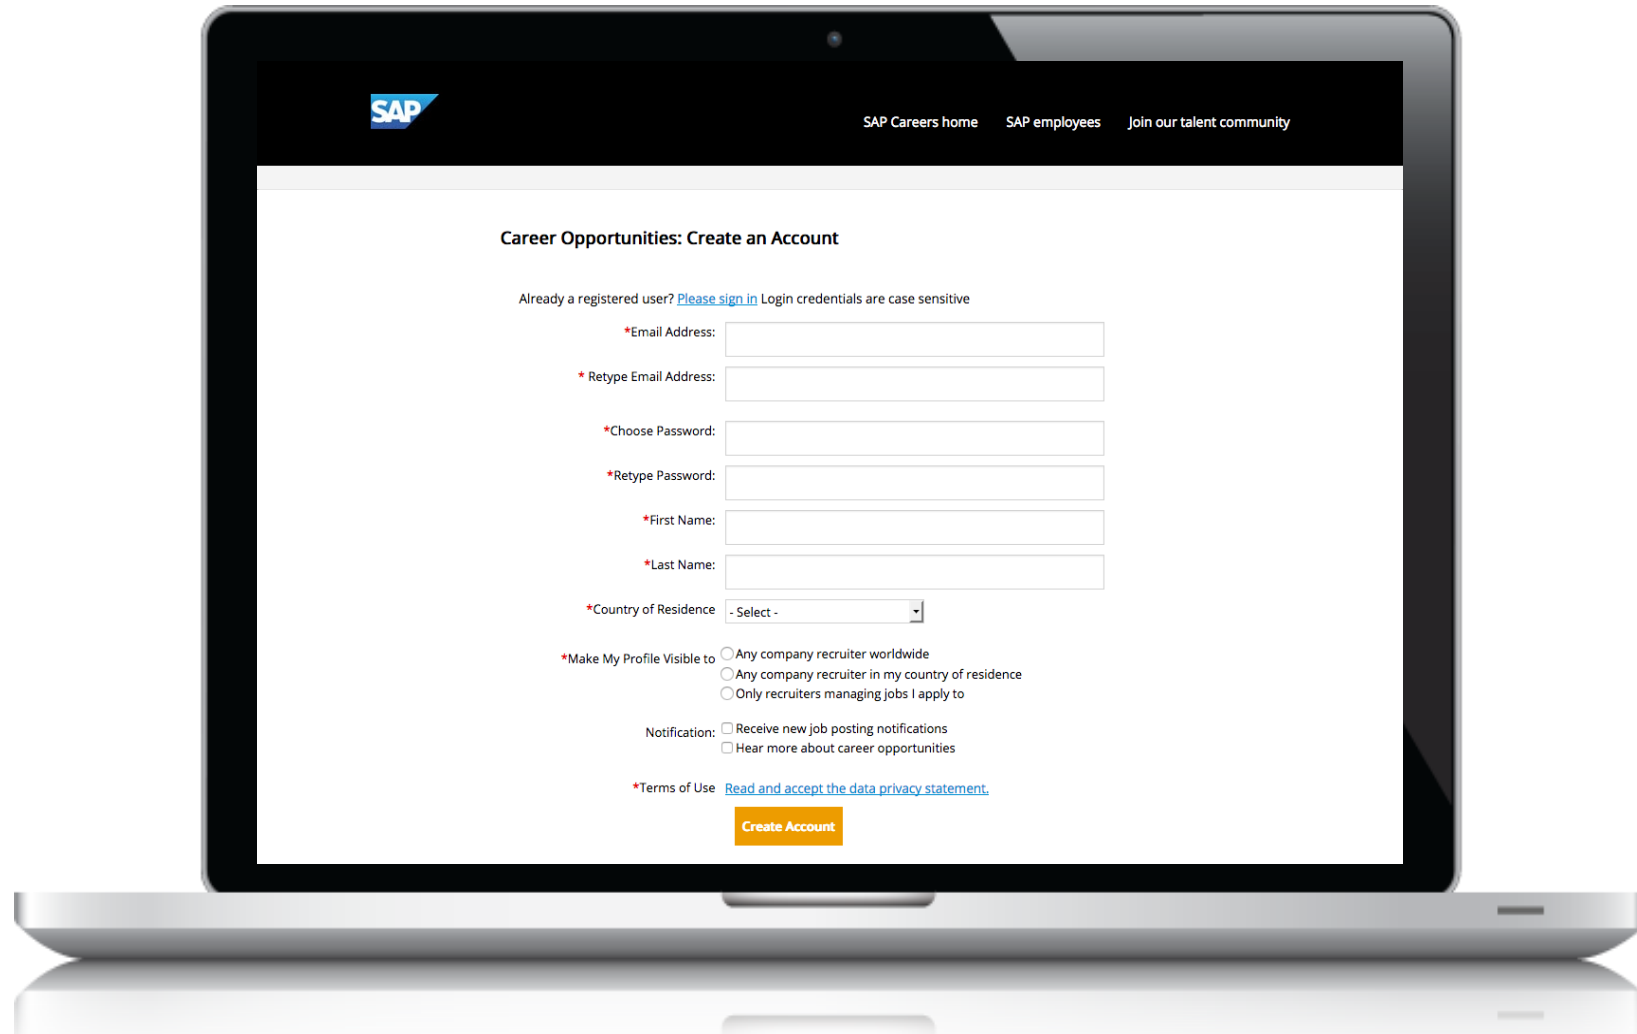 SAP
SAP Careers home SAP employees Join our talent community
Career Opportunities: Create an Account
Already a registered user? Please sign in Login credentials are case sensitive
*Email Address:
* Retype Email Address:
*Choose Password:
*Retype Password:
*First Name:
*Last Name:
*Country of Residence - Select -
*Make My Profile Visible to
Any company recruiter worldwide
Any company recruiter in my country of residence
Only recruiters managing jobs I apply to
Notification:
Receive new job posting notifications
Hear more about career opportunities
*Terms of Use Read and accept the data privacy statement.
Create Account